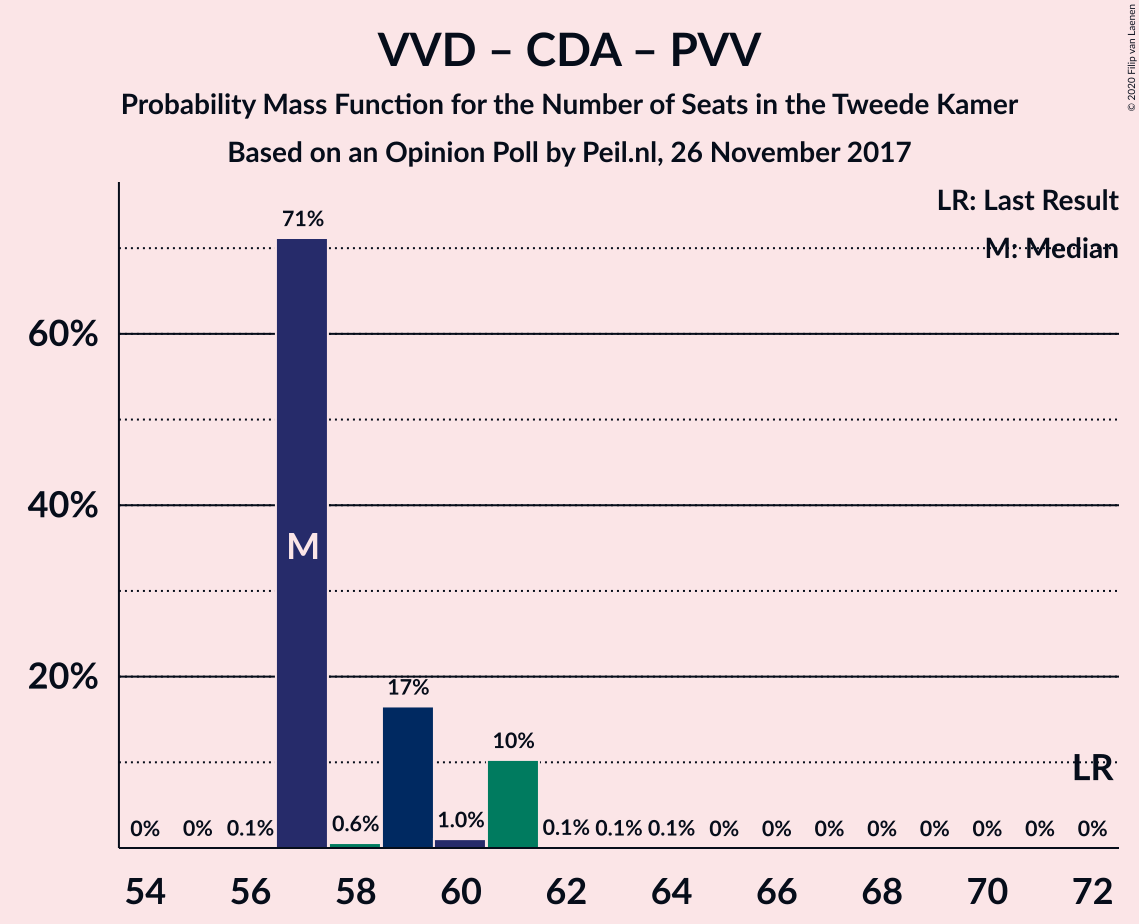 VVD – CDA – PVV
Probability Mass Function for the Number of Seats in the Tweede Kamer
Based on an Opinion Poll by Peil.nl, 26 November 2017
© 2020 Filip van Laenen
LR: Last Result
M: Median
71%
60%
40%
M
20%
17%
10%
LR
0% 0% 0.1% 0.6% 1.0% 0.1% 0.1% 0.1% 0% 0% 0% 0% 0% 0% 0% 0%
54 56 58 60 62 64 66 68 70 72